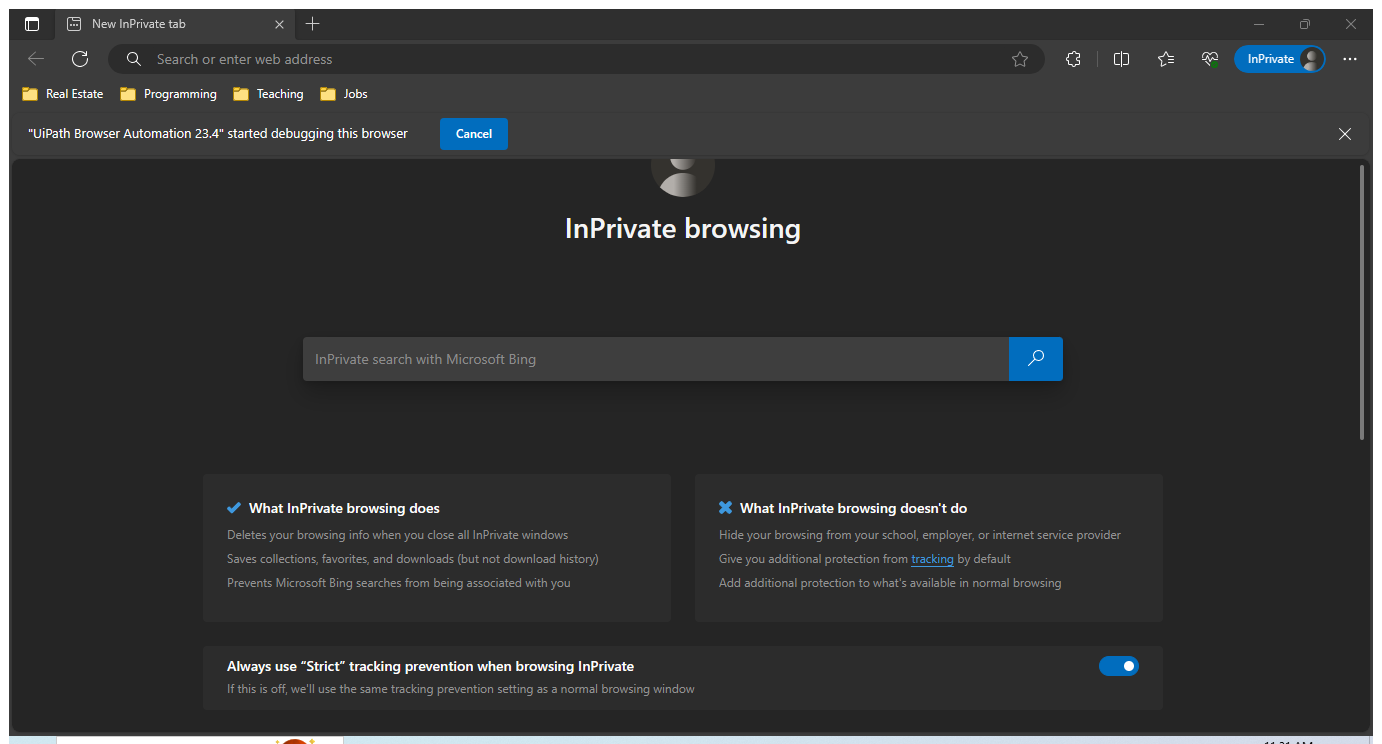 New InPrivate tab
Search or enter web address
InPrivate
Real Estate Programming Teaching Jobs
"UiPath Browser Automation 23.4" started debugging this browser Cancel
InPrivate browsing
InPrivate search with Microsoft Bing
What InPrivate browsing does
Deletes your browsing info when you close all InPrivate windows
Saves collections, favorites, and downloads (but not download history)
Prevents Microsoft Bing searches from being associated with you
What InPrivate browsing doesn't do
Hide your browsing from your school, employer, or internet service provider
Give you additional protection from tracking by default
Add additional protection to what's available in normal browsing
Always use “Strict” tracking prevention when browsing InPrivate
If this is off, we'll use the same tracking prevention setting as a normal browsing window